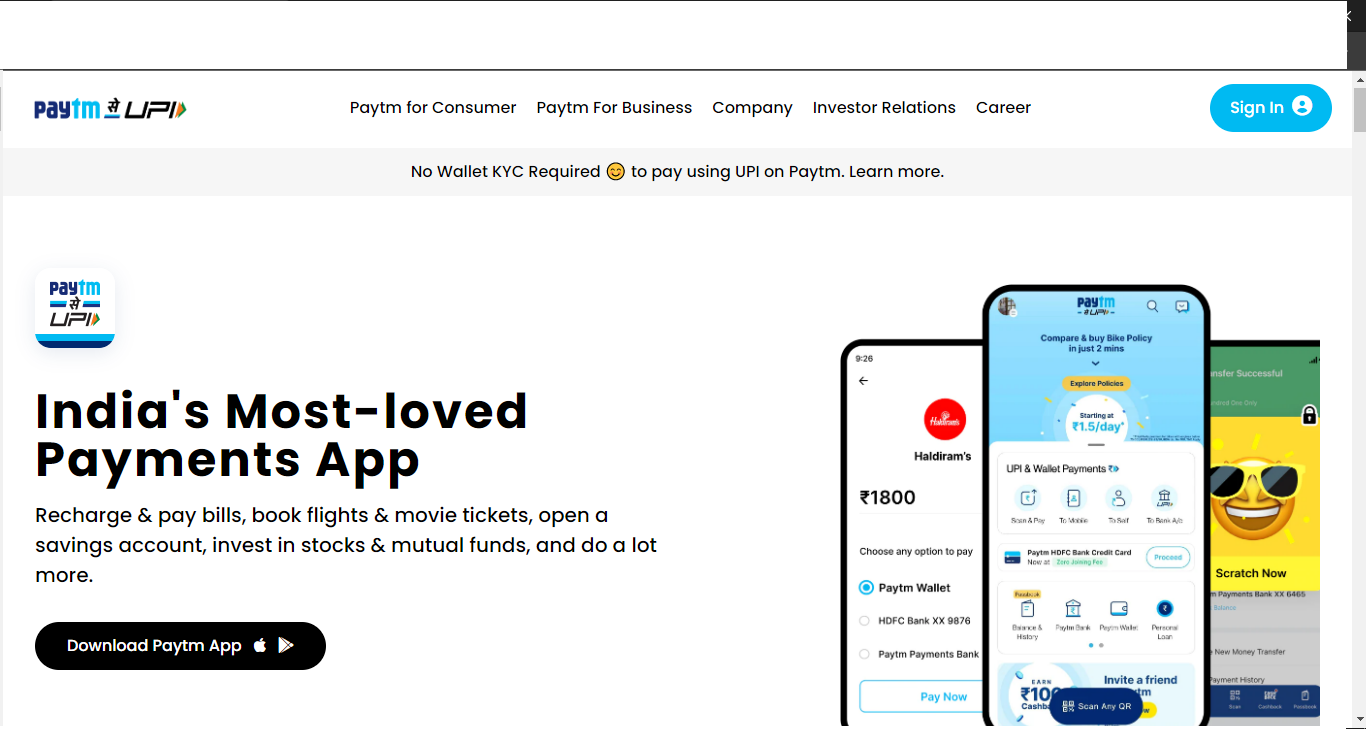 paytm से UPI
Paytm for Consumer Paytm For Business Company Investor Relations Career
Sign In
No Wallet KYC Required 😊 to pay using UPI on Paytm. Learn more.
paytm
से
UPI
India's Most-loved
Payments App
Recharge & pay bills, book flights & movie tickets, open a
savings account, invest in stocks & mutual funds, and do a lot
more.
Download Paytm App
9:26
Haldiram's
Haldiram's
₹1800
Choose any option to pay
Paytm Wallet
HDFC Bank XX 9876
Paytm Payments Bank
Pay Now
paytm
से UPI
Compare & buy Bike Policy
in just 2 mins
Explore Policies
Starting at
₹1.5/day*
UPI & Wallet Payments
Scan & Pay To Mobile To Self To Bank A/c
Paytm HDFC Bank Credit Card
Now at Zero Joining Fee
Proceed
Passbook
Balance & History
Paytm Bank
Paytm Wallet
Personal Loan
EARN
₹100
Cashba
Invite a friend
tm
Scan Any QR
ansfer Successful
Scratch Now
m Payments Bank XX 6465
Balance
New Money Transfer
Payment History
Scan Cashback Passbook